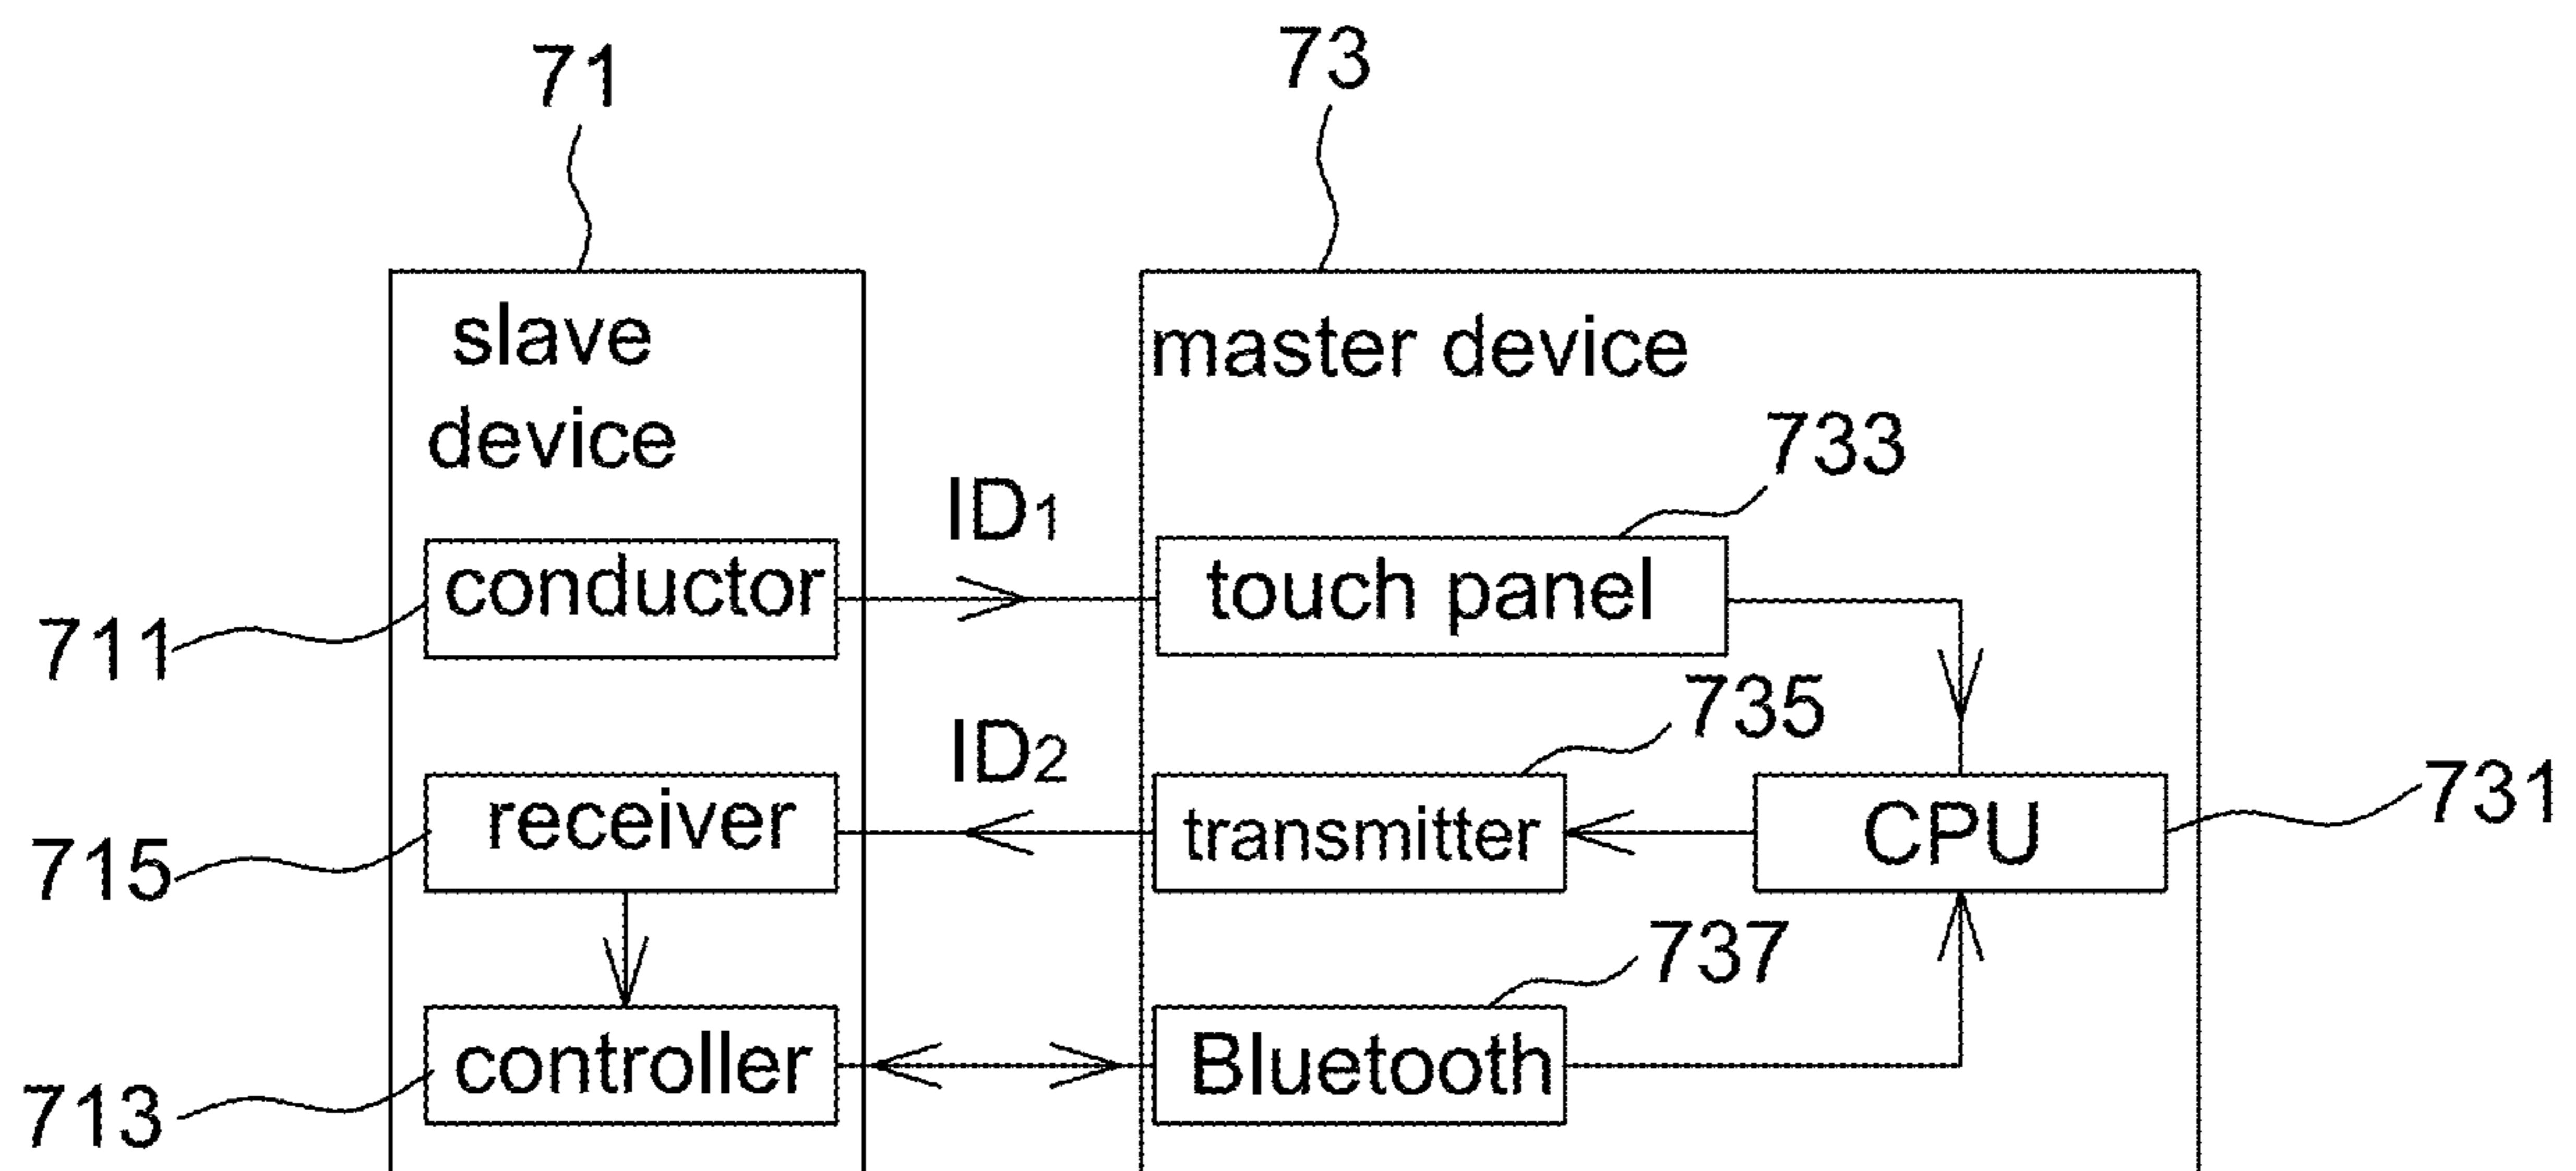 71
73
slave
device
master device
733
ID1
conductor
touch panel
711
735
ID2
731
receiver
transmitter
CPU
715
737
controller
Bluetooth
713